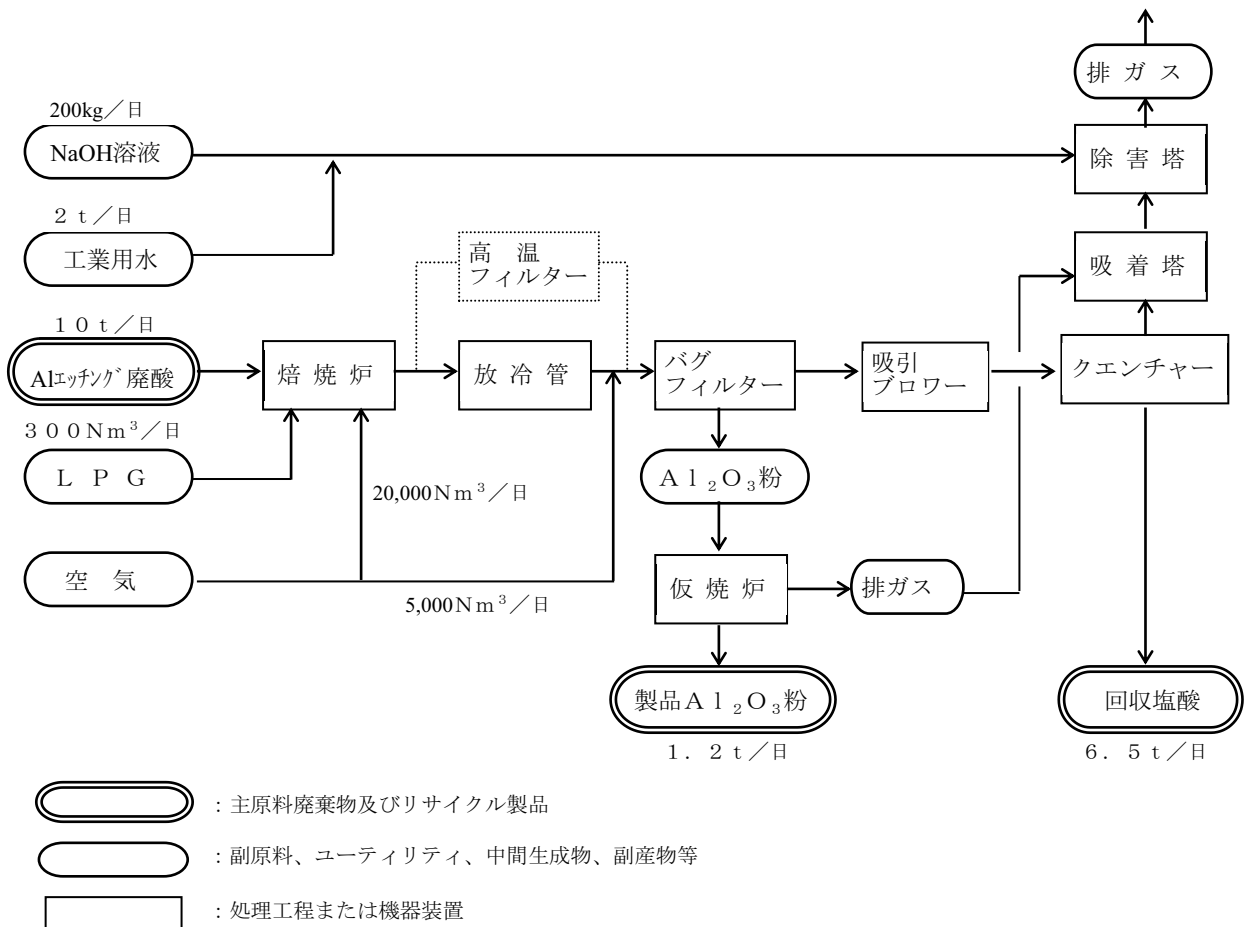 排 ガ ス
200kg／日
NaOH溶液
除 害 塔
２ｔ／日
工業用水
高　温
フィルター
吸 着 塔
１０ｔ／日
Alｴｯﾁﾝｸﾞ廃酸
焙 焼 炉
放 冷 管
バグ
フィルター
吸引
ブロワー
クエンチャー
３００Ｎｍ³／日
Ｌ Ｐ Ｇ
20,000Ｎｍ³／日
Ａｌ₂Ｏ₃粉
空　気
5,000Ｎｍ³／日
仮 焼 炉
排ガス
製品Ａｌ₂Ｏ₃粉
１．２ｔ／日
回収塩酸
６．５ｔ／日
：主原料廃棄物及びリサイクル製品
：副原料、ユーティリティ、中間生成物、副産物等
：処理工程または機器装置